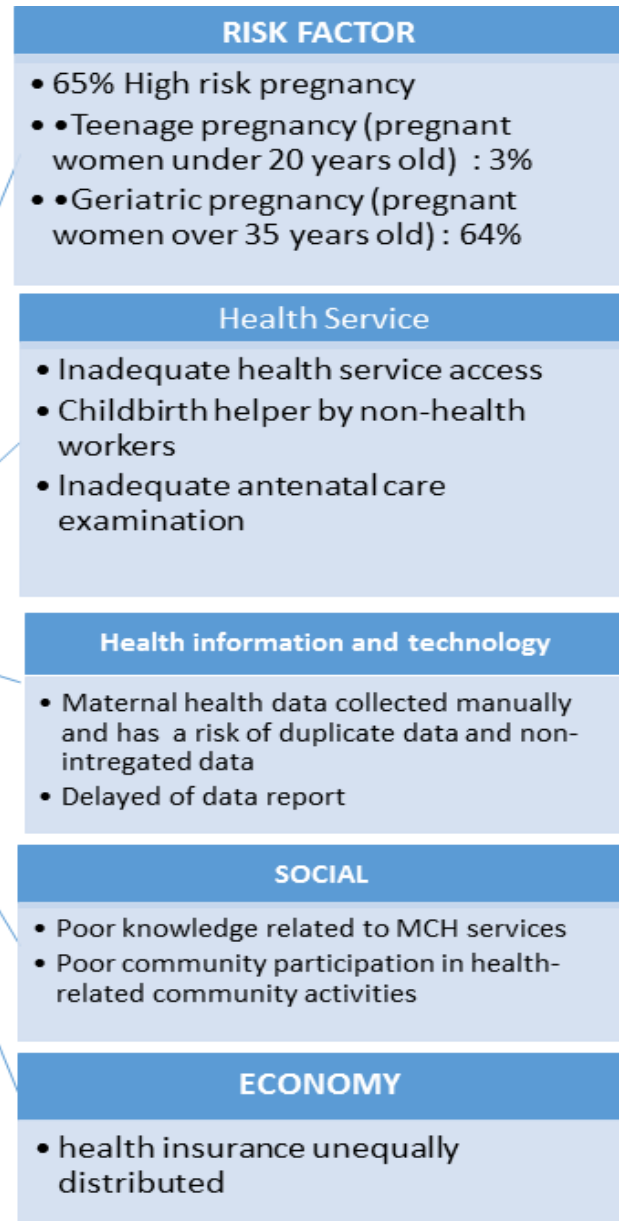 RISK FACTOR
• 65% High risk pregnancy
• •Teenage pregnancy (pregnant
women under 20 years old)  : 3%
• •Geriatric pregnancy (pregnant
women over 35 years old) : 64%
Health Service
• Inadequate health service access
• Childbirth helper by non-health
workers
• Inadequate antenatal care
examination
Health information and technology
• Maternal health data collected manually
and has  a risk of duplicate data and non-
intregated data
• Delayed of data report
SOCIAL
• Poor knowledge related to MCH services
• Poor community participation in health-
related community activities
ECONOMY
• health insurance unequally
distributed